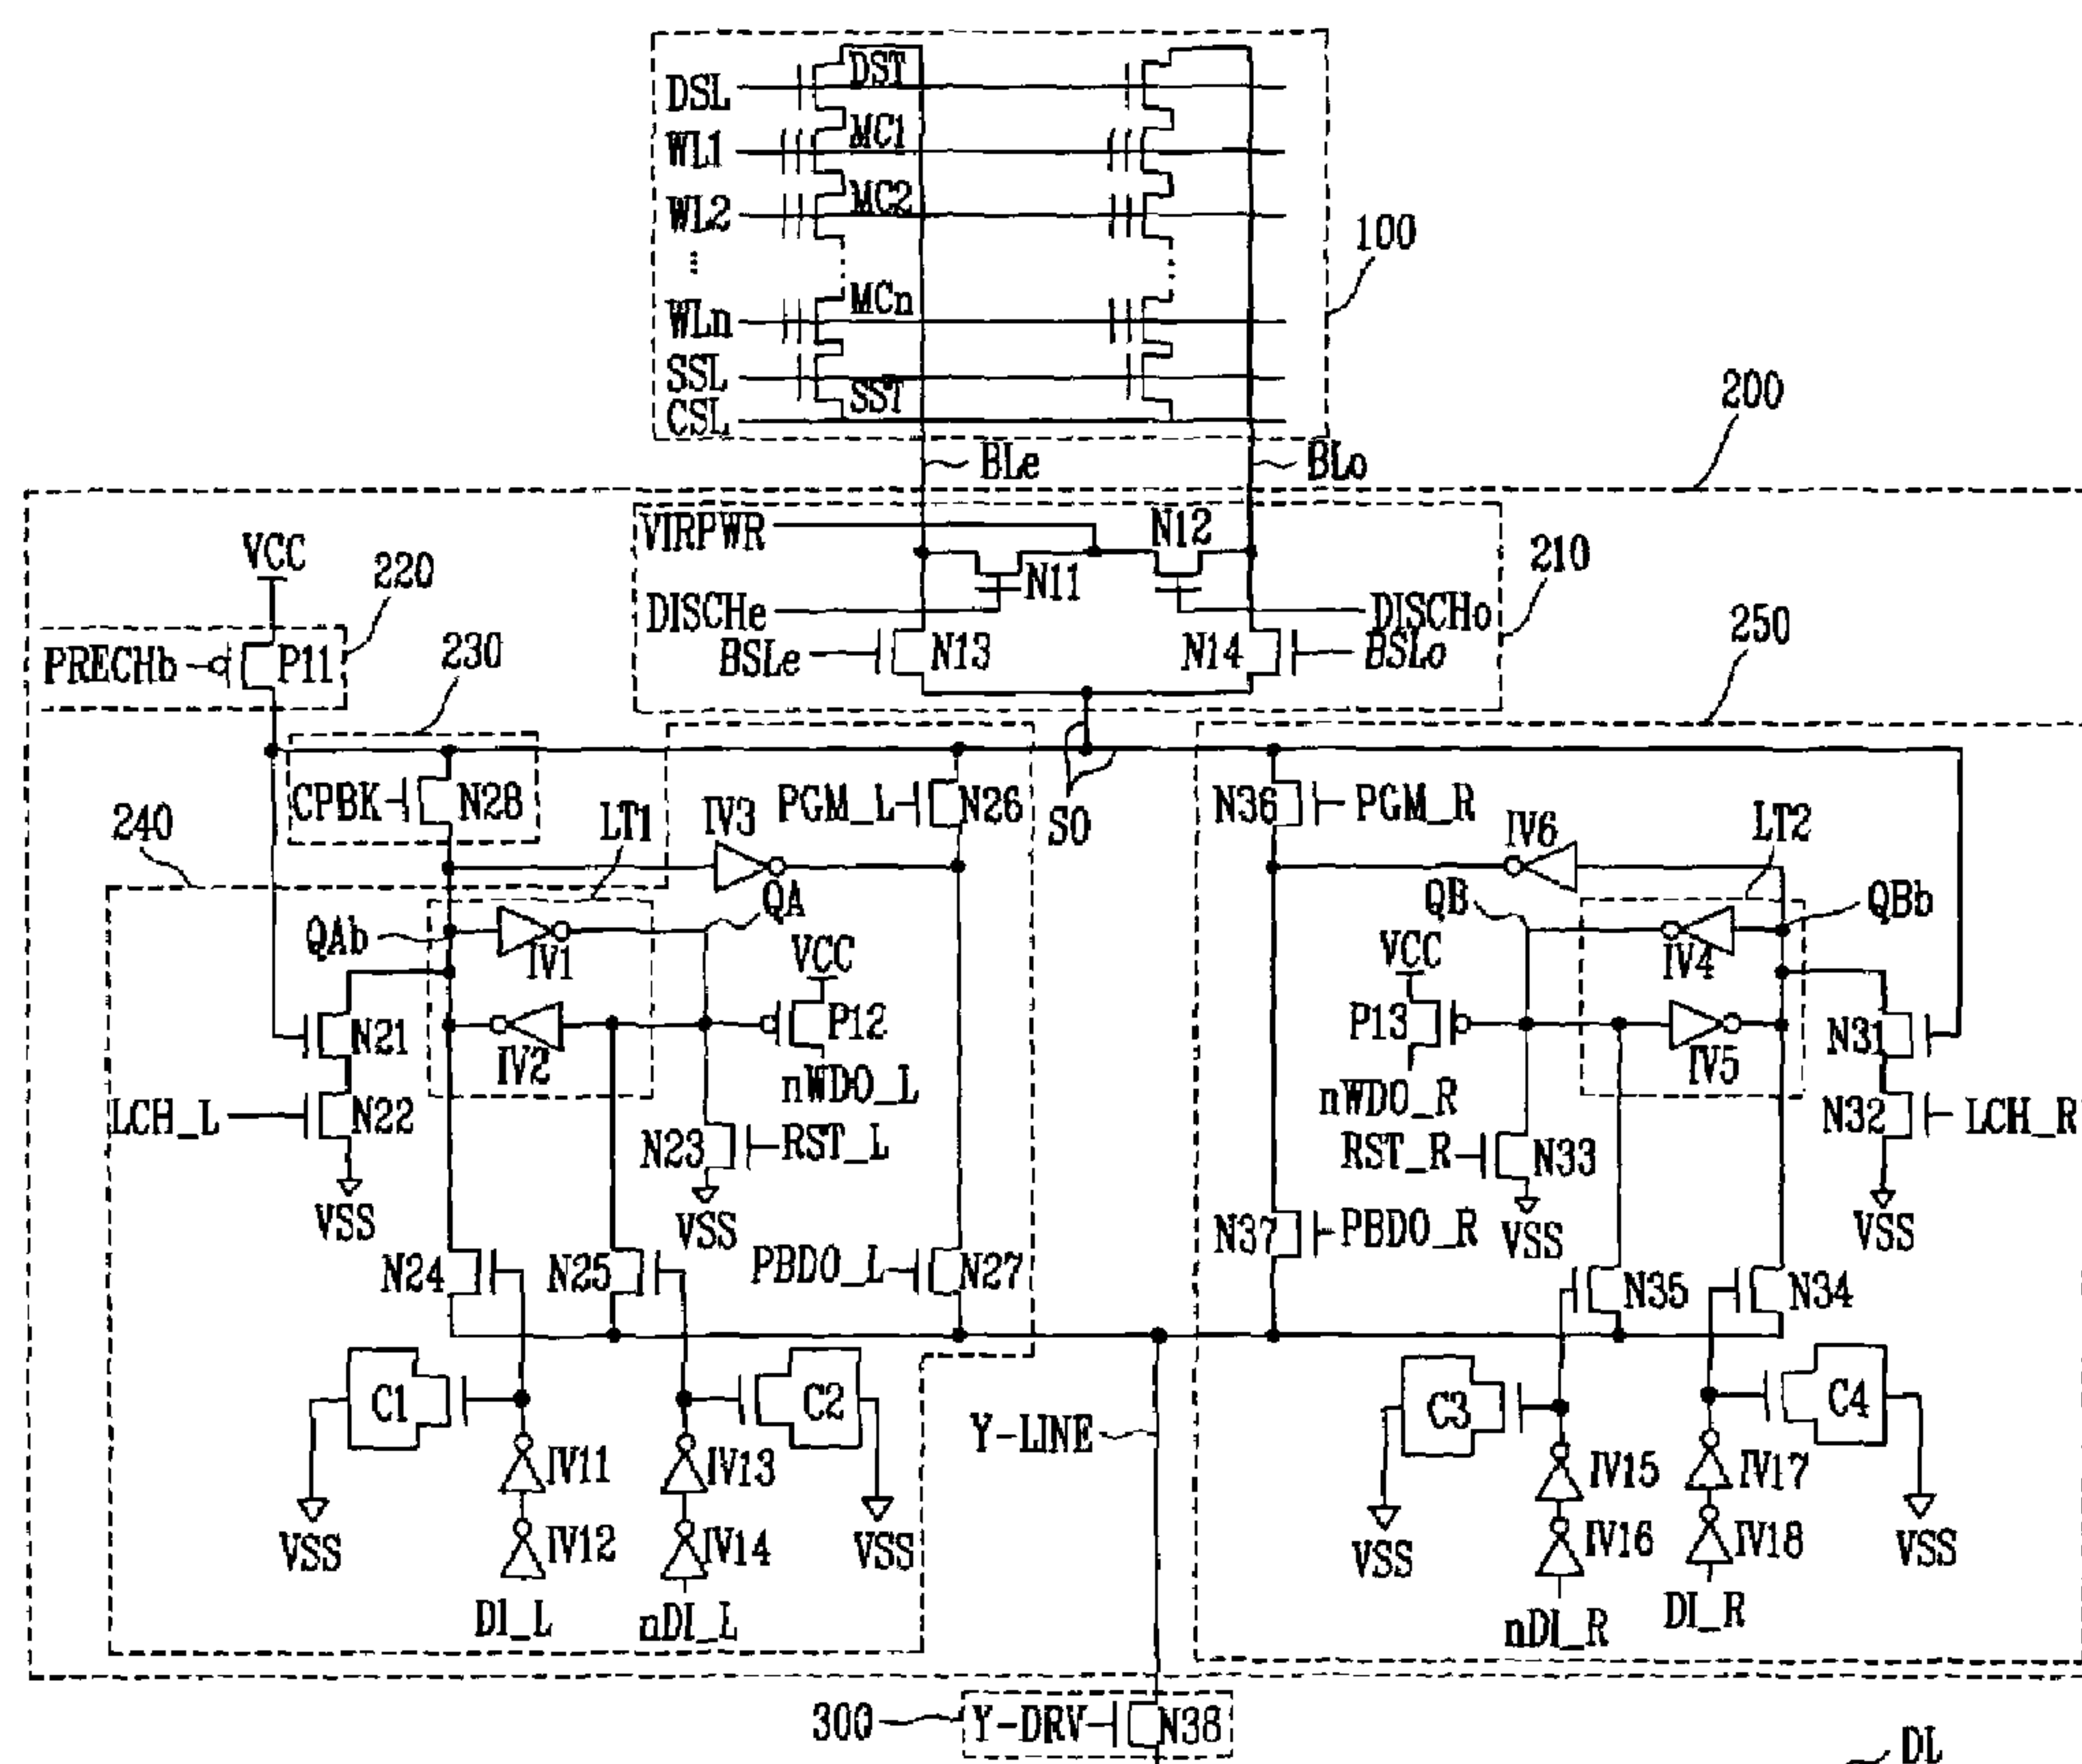 DSL
DST
WL1
MC1
WL2
MC2
...
WLn
MCn
SSL
SST
CSL
100
200
BLe
BLo
VIRPWR
N12
N11
DISCHe
DISCHo
BSLe
N13
N14
BSLo
210
VCC
220
PRECHb
P11
230
250
CPBK
N28
240
LT1
IV3
PGM_L
N26
SO
N36
PGM_R
IV6
LT2
QAb
IV1
QA
VCC
QB
VCC
IV4
QBb
N21
IV2
P12
nWDO_L
P13
nWDO_R
IV5
N31
LCH_L
N22
VSS
N23
RST_L
VSS
RST_R
N33
VSS
N32
LCH_R
VSS
N24
N25
PBDO_L
N27
N37
PBDO_R
N35
N34
C1
C2
C3
C4
Y-LINE
IV11
IV13
IV15
IV17
VSS
IV12
IV14
VSS
VSS
IV16
IV18
VSS
DI_L
nDI_L
nDI_R
DI_R
300
Y-DRV
N38
DL